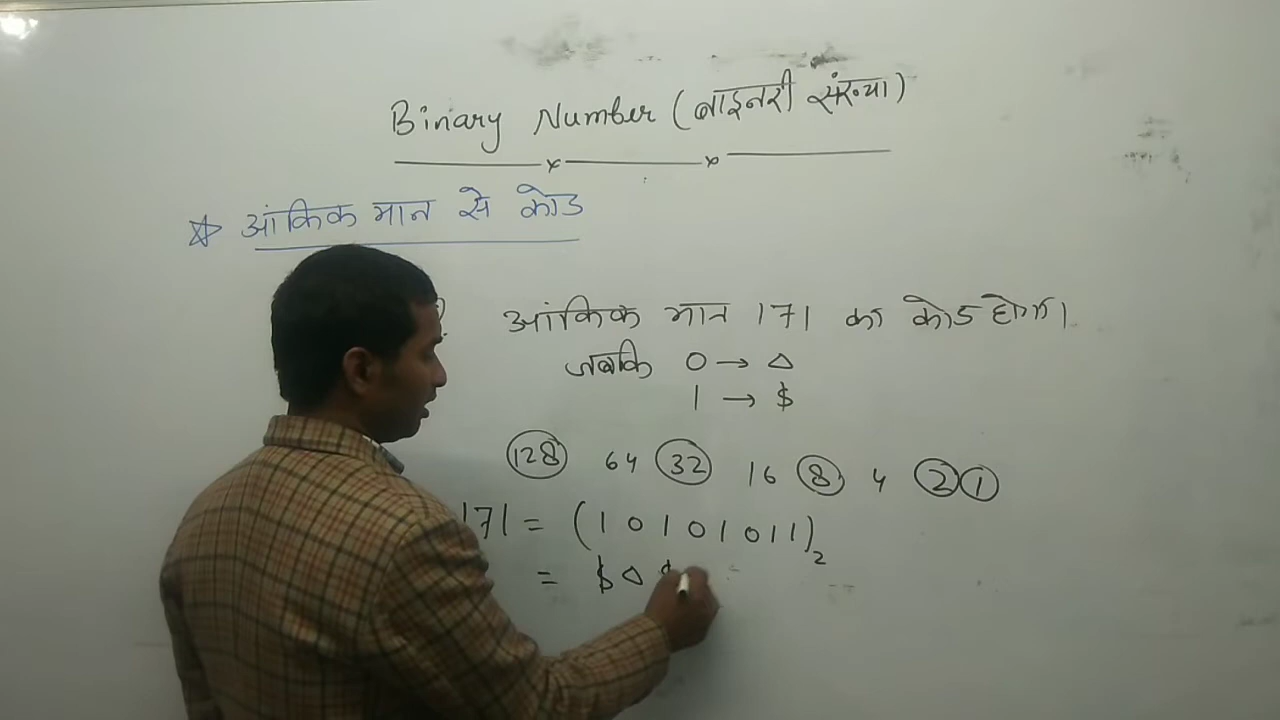 Binary Number (बाइनरी संख्या)
☆ आंकिक मान से कोड
? आंकिक मान 171 का कोड होगा।
जबकि 0 → △
1 → $
128 64 32 16 8 4 2 1
171 = (10101011)₂
= $ △ $